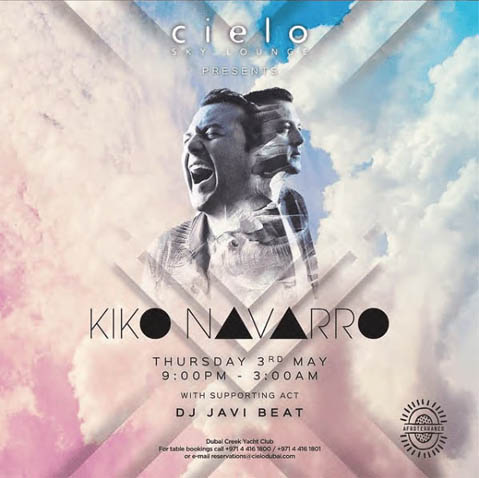 cielo
SKY LOUNGE
PRESENTS
KIKO NAVARRO
THURSDAY 3RD MAY
9:00PM - 3:00AM
WITH SUPPORTING ACT
DJ JAVI BEAT
AFROTERRANEO
Dubai Creek Yacht Club
For table bookings call +971 4 416 1800 / +971 4 416 1801
or e-mail reservations@cielodubai.com